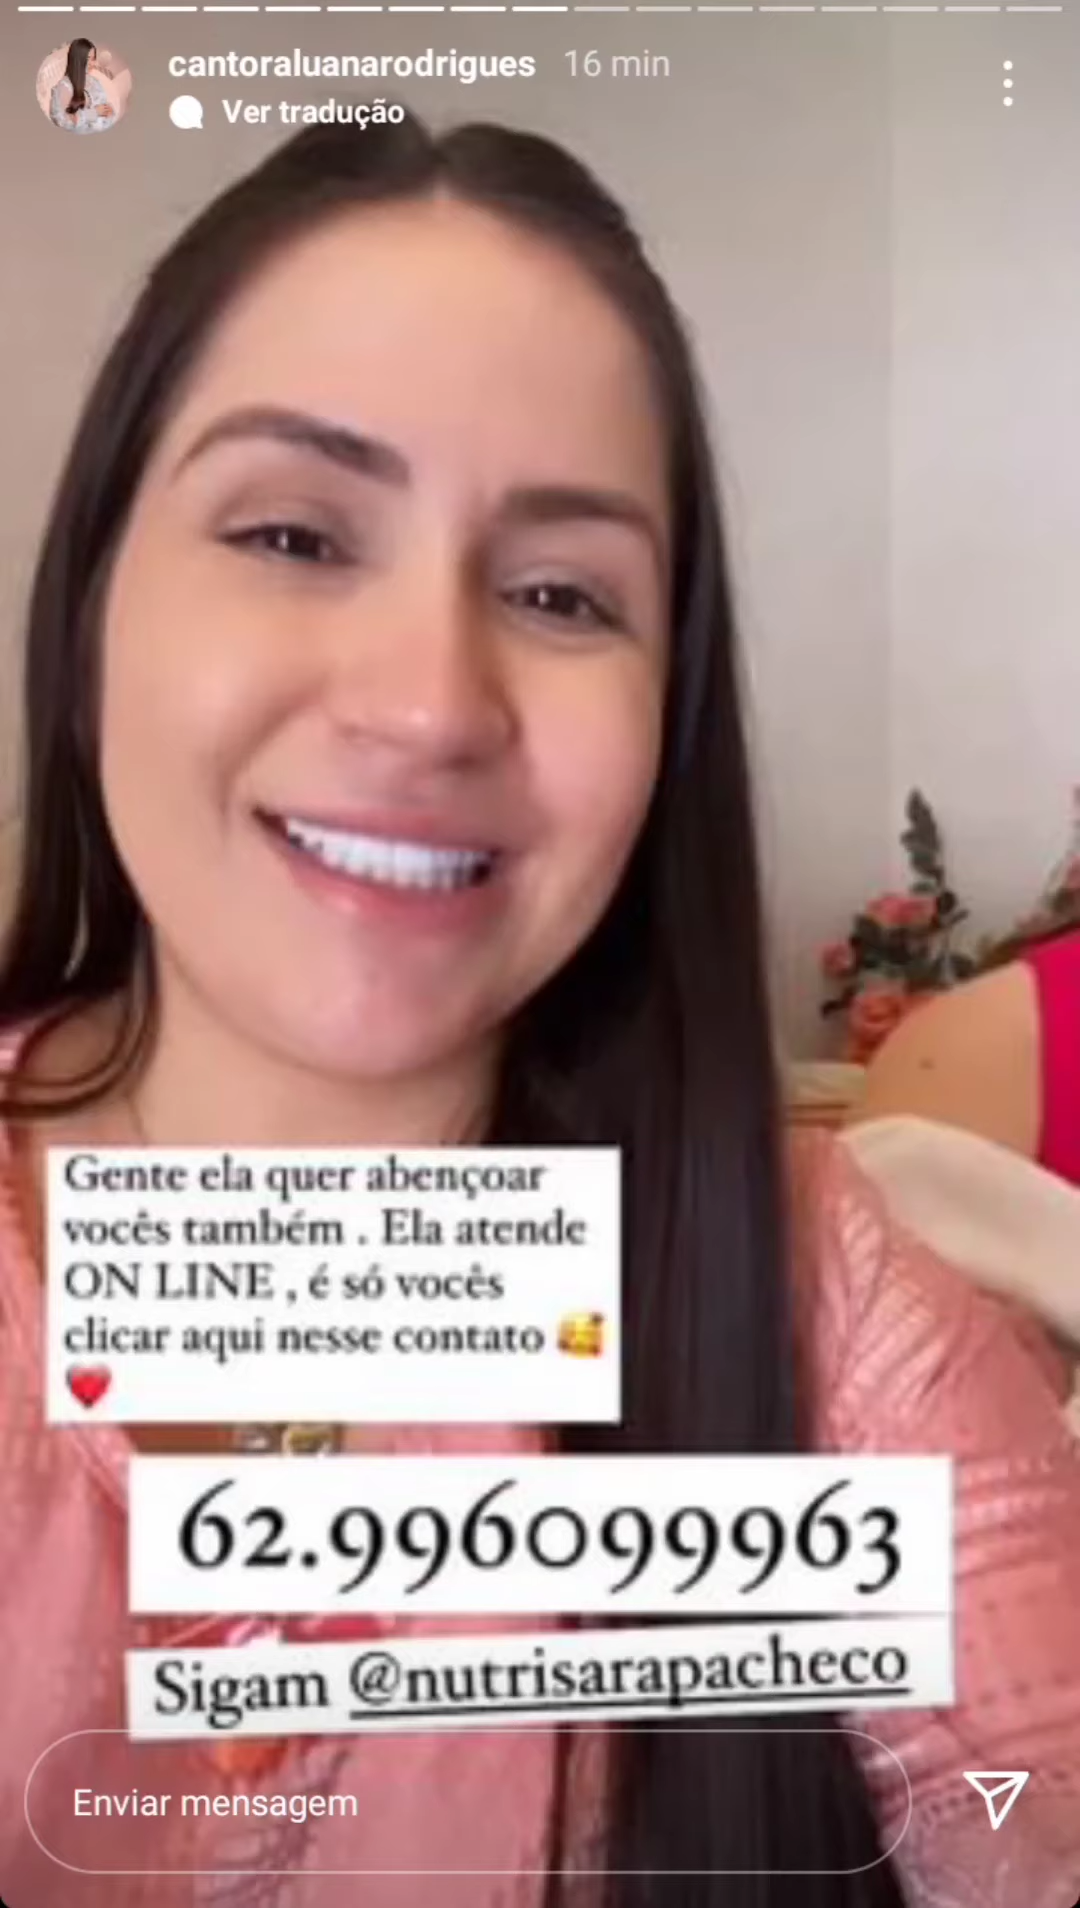 cantoraluanarodrigues 16 min
Ver tradução
Gente ela quer abençoar
vocês também . Ela atende
ON LINE , é só vocês
clicar aqui nesse contato 🥰
❤️
62.996099963
Sigam @nutrisarapacheco
Enviar mensagem